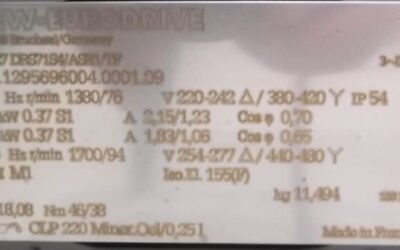 EW-EURODRIVE
Bruchsal/Germany
7 DRS71S4/ASE1/TF 3~
.1295696004.0001.09
Hz r/min 1380/76 V 220-242 △/ 380-420 Y IP 54
kW 0.37 S1 A 2,15/1,23 Cos φ 0,70
kW 0.37 S1 A 1,83/1,06 Cos φ 0,65
Hz r/min 1700/94 V 254-277 △/ 440-480 Y
M1 Iso.Kl. 155(F)
kg 11,494
18,08 Nm 46/38
CLP 220 Miner.Oel/0,25 l Made in